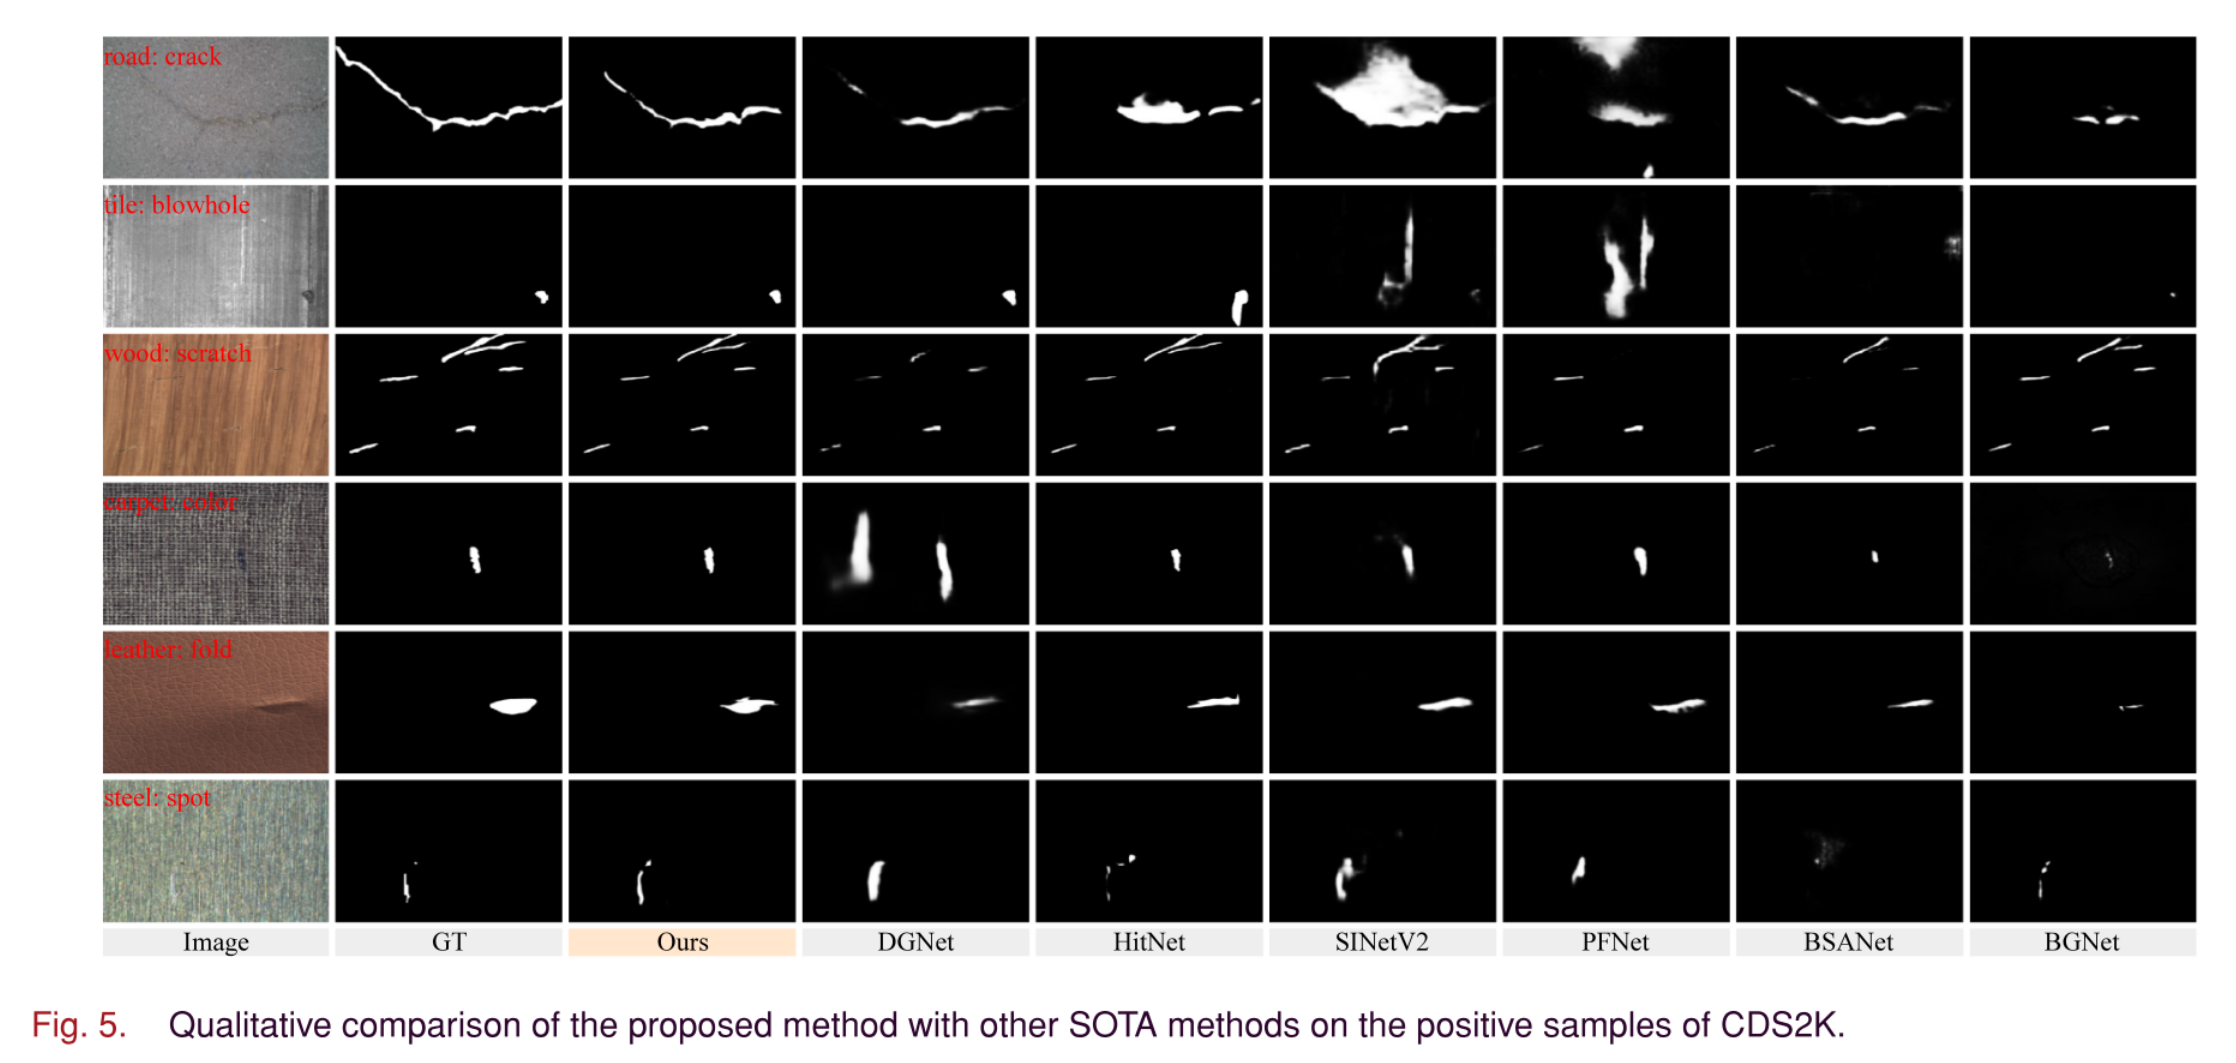 road: crack
tile: blowhole
wood: scratch
carpet: color
leather: fold
steel: spot
Image GT Ours DGNet HitNet SINetV2 PFNet BSANet BGNet
Fig. 5. Qualitative comparison of the proposed method with other SOTA methods on the positive samples of CDS2K.